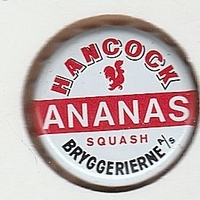 HANCOCK
ANANAS
SQUASH
BRYGGERIERNE A/S